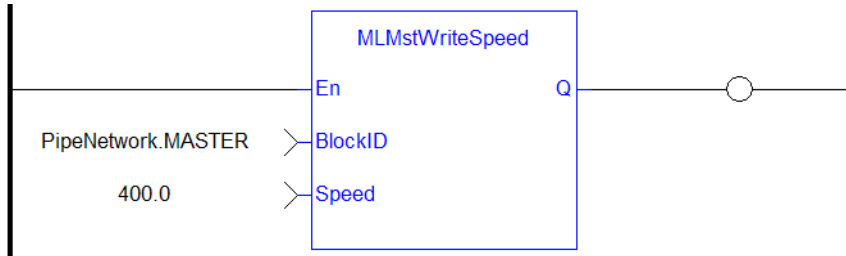 MLMstWriteSpeed
En Q
PipeNetwork.MASTER BlockID
400.0 Speed